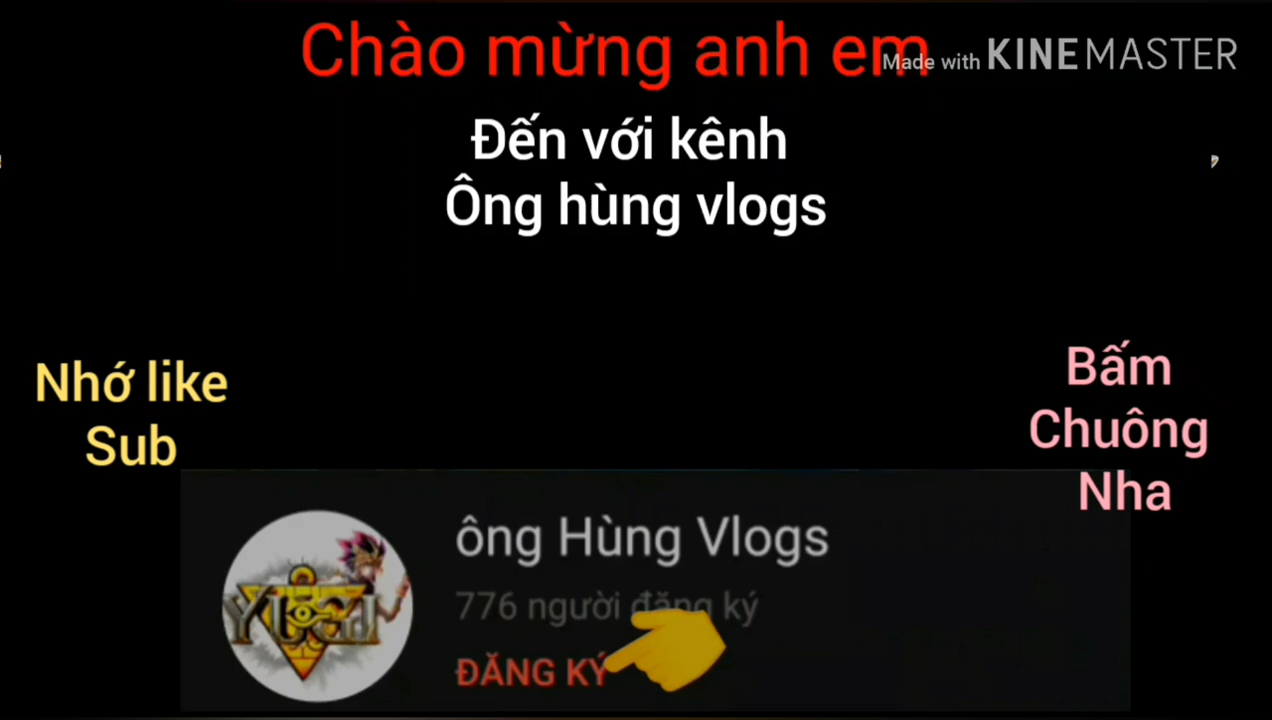 Chào mừng anh em
Made with KINEMASTER
Đến với kênh
Ông hùng vlogs
Nhớ like
Sub
Bấm
Chuông
Nha
ông Hùng Vlogs
776 người đăng ký
ĐĂNG KÝ
YUGI